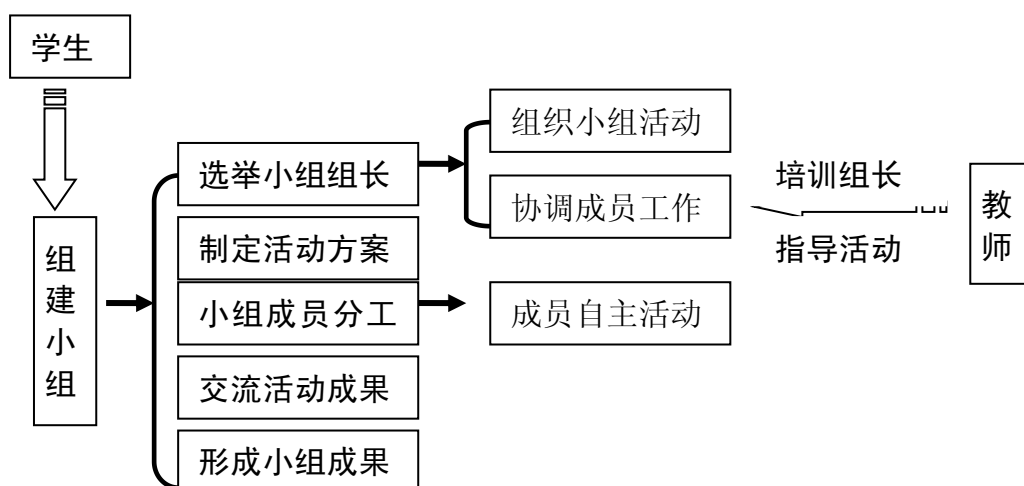 学生
组建小组
选举小组组长
制定活动方案
小组成员分工
交流活动成果
形成小组成果
组织小组活动
协调成员工作
成员自主活动
培训组长
指导活动
教师